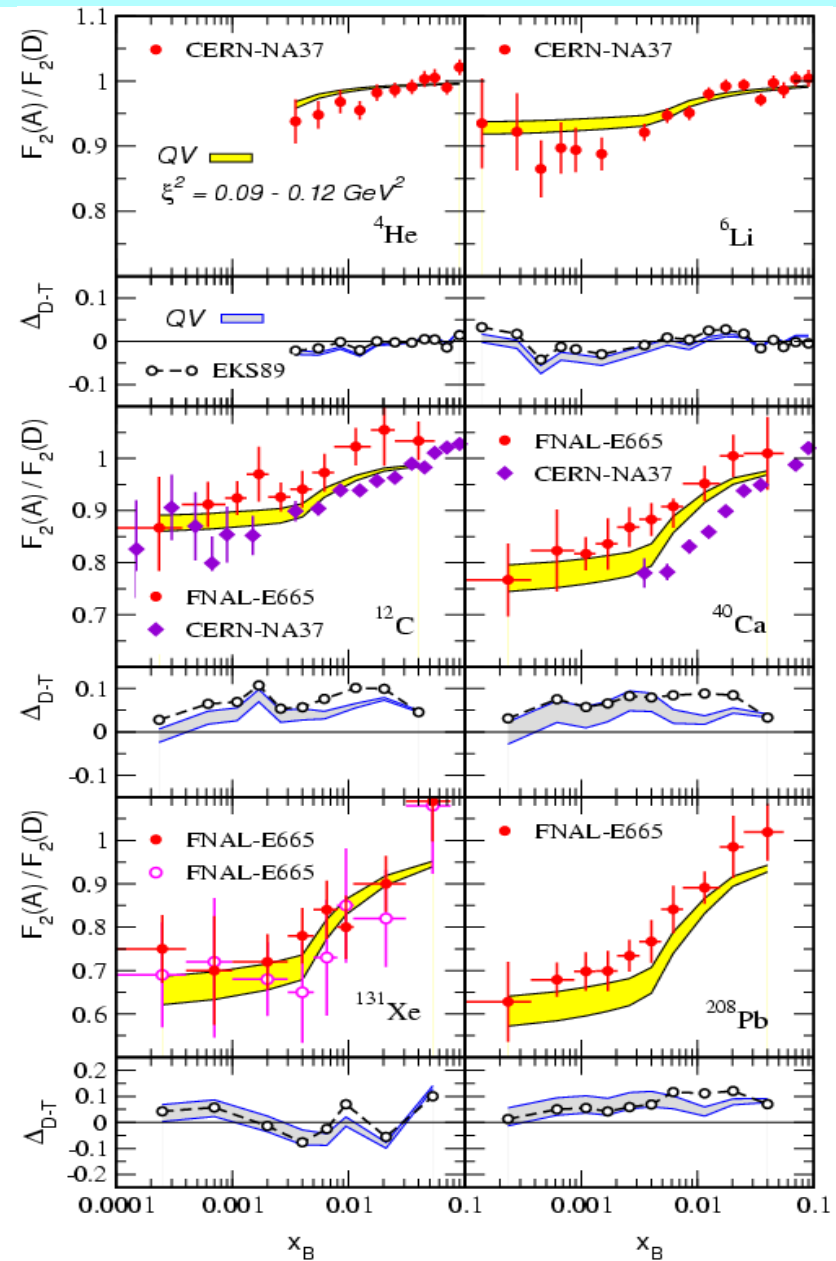 1.1
1
0.9
0.8
F₂(A) / F₂(D)
CERN-NA37
QV
ξ² = 0.09 - 0.12 GeV²
⁴He
CERN-NA37
⁶Li
0.1
0
-0.1
Δ_D-T
QV
EKS89
1
0.9
0.8
0.7
F₂(A) / F₂(D)
FNAL-E665
CERN-NA37
¹²C
FNAL-E665
CERN-NA37
⁴⁰Ca
0.1
0
-0.1
Δ_D-T
1
0.9
0.8
0.7
0.6
F₂(A) / F₂(D)
FNAL-E665
FNAL-E665
¹³¹Xe
FNAL-E665
²⁰⁸Pb
0.2
0.1
0
-0.1
-0.2
Δ_D-T
0.0001
0.001
0.01
0.1
0.001
0.01
0.1
x_B
x_B